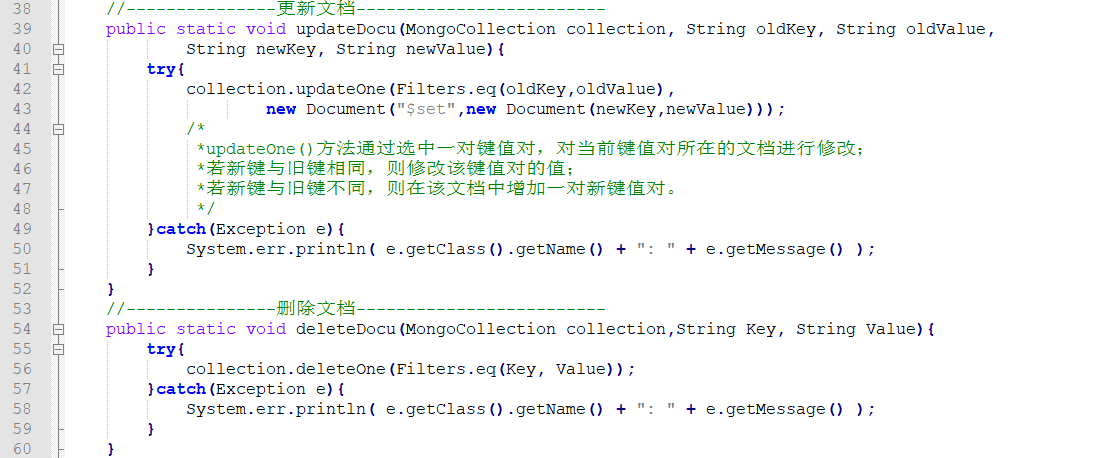 38 //---------------更新文档-------------------------
39 public static void updateDocu(MongoCollection collection, String oldKey, String oldValue,
40 String newKey, String newValue){
41 try{
42 collection.updateOne(Filters.eq(oldKey,oldValue),
43 new Document("$set",new Document(newKey,newValue)));
44 /*
45 *updateOne()方法通过选中一对键值对，对当前键值对所在的文档进行修改；
46 *若新键与旧键相同，则修改该键值对的值；
47 *若新键与旧键不同，则在该文档中增加一对新键值对。
48 */
49 }catch(Exception e){
50 System.err.println( e.getClass().getName() + ": " + e.getMessage() );
51 }
52 }
53 //---------------删除文档-------------------------
54 public static void deleteDocu(MongoCollection collection,String Key, String Value){
55 try{
56 collection.deleteOne(Filters.eq(Key, Value));
57 }catch(Exception e){
58 System.err.println( e.getClass().getName() + ": " + e.getMessage() );
59 }
60 }